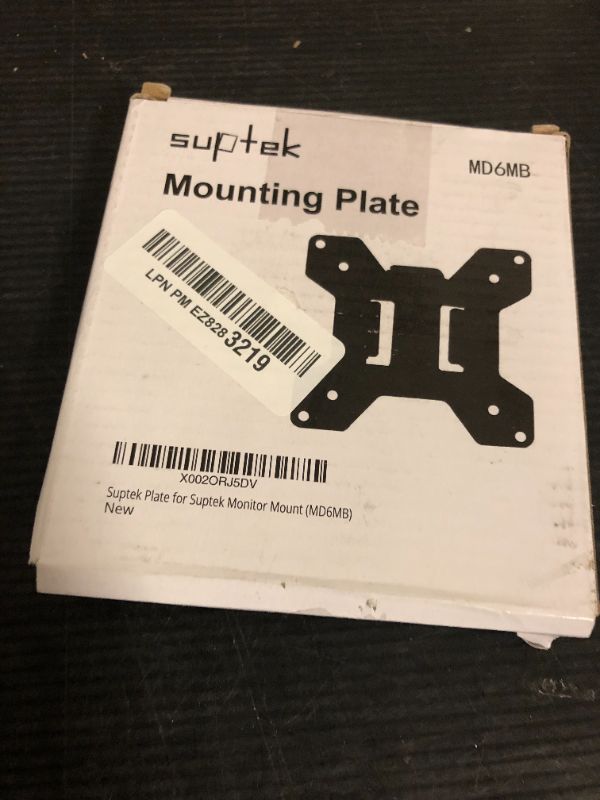 suptek
MD6MB
Mounting Plate
LPN PM EZ828 3219
X002ORJ5DV
Suptek Plate for Suptek Monitor Mount (MD6MB)
New